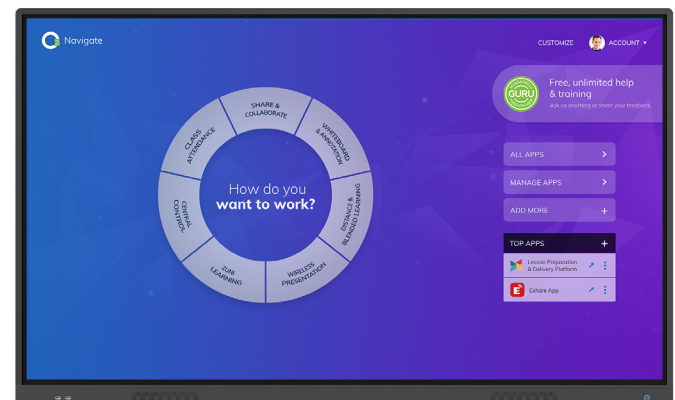 Navigate
CUSTOMIZE
ACCOUNT
Free, unlimited help
& training
Ask us anything or share your feedback.
GURU
SHARE &
COLLABORATE
WHITEBOARD
& ANNOTATION
DISTANCE &
BLENDED LEARNING
WIRELESS
PRESENTATION
2UNI
LEARNING
CENTRAL
CONTROL
CLASS
ATTENDANCE
How do you
want to work?
ALL APPS
MANAGE APPS
ADD MORE
TOP APPS
Lesson Preparation
& Delivery Platform
Eshare App